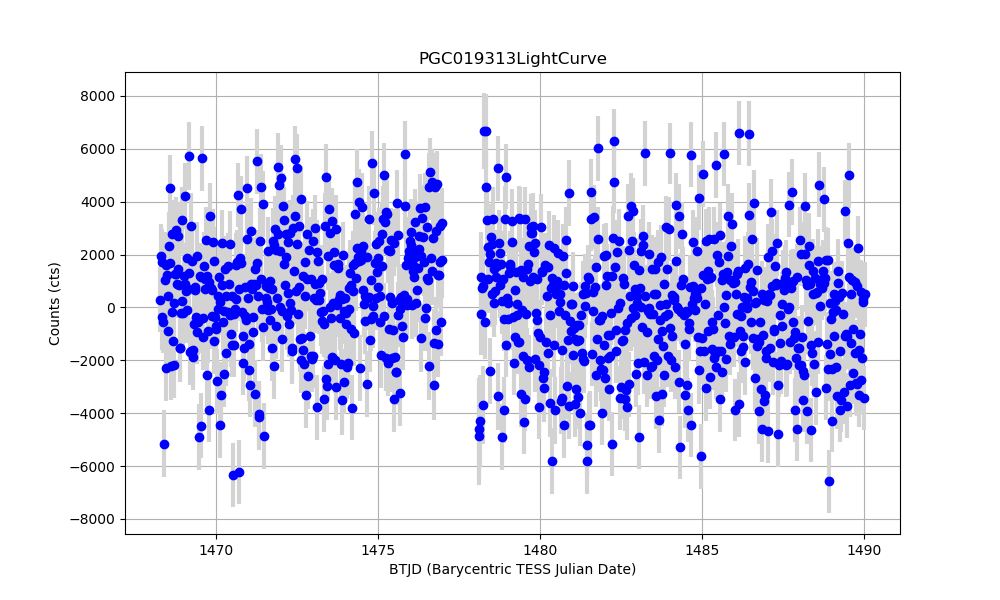 PGC019313LightCurve
8000
6000
4000
2000
0
−2000
−4000
−6000
−8000
Counts (cts)
1470 1475 1480 1485 1490
BTJD (Barycentric TESS Julian Date)